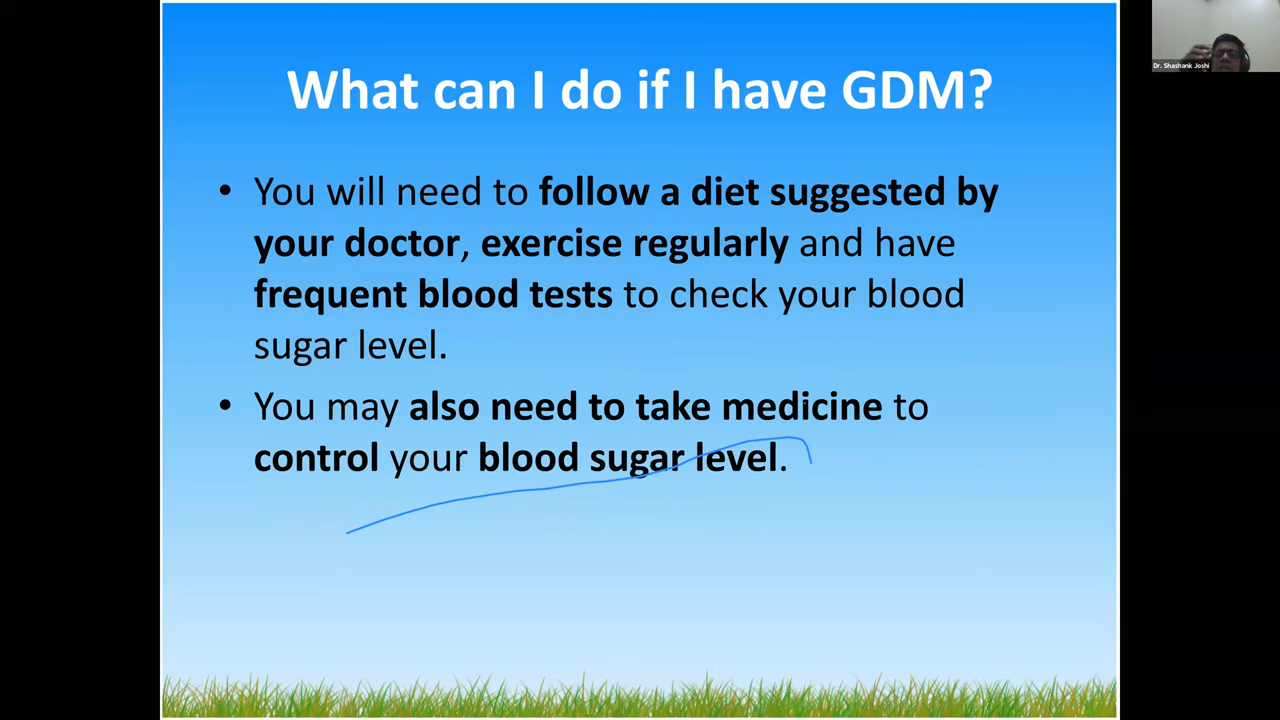 What can I do if I have GDM?
• You will need to follow a diet suggested by
your doctor, exercise regularly and have
frequent blood tests to check your blood
sugar level.
• You may also need to take medicine to
control your blood sugar level.
Dr. Shashank Joshi